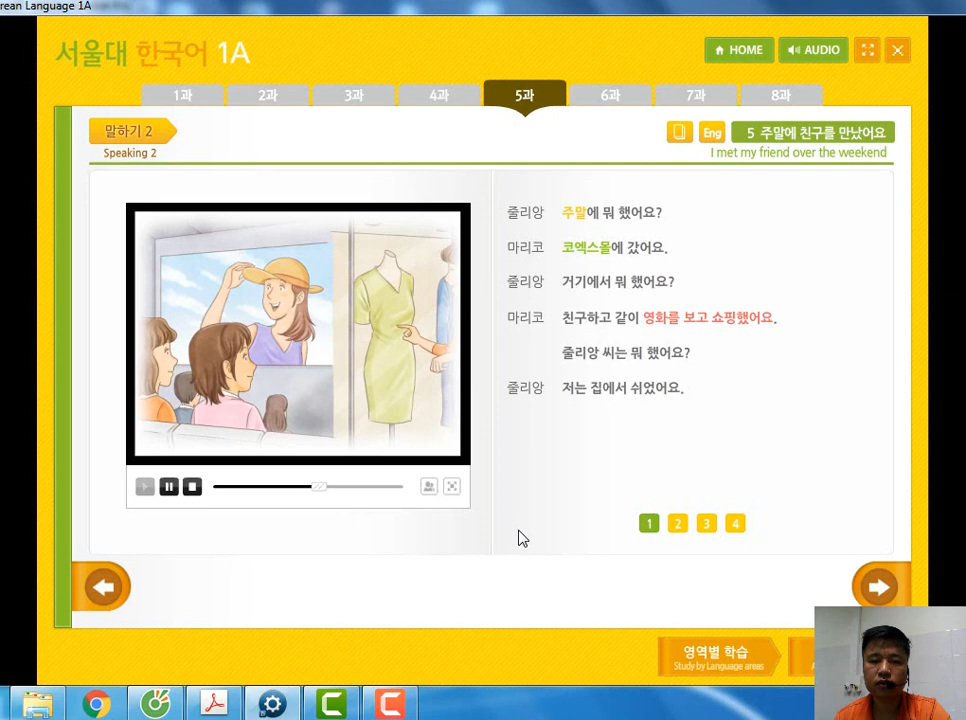 rean Language 1A
서울대 한국어 1A
HOME
AUDIO
1과 2과 3과 4과 5과 6과 7과 8과
말하기 2
Speaking 2
Eng
5 주말에 친구를 만났어요
I met my friend over the weekend
줄리앙 주말에 뭐 했어요?
마리코 코엑스몰에 갔어요.
줄리앙 거기에서 뭐 했어요?
마리코 친구하고 같이 영화를 보고 쇼핑했어요.
줄리앙 씨는 뭐 했어요?
줄리앙 저는 집에서 쉬었어요.
1 2 3 4
영역별 학습
Study by Language areas